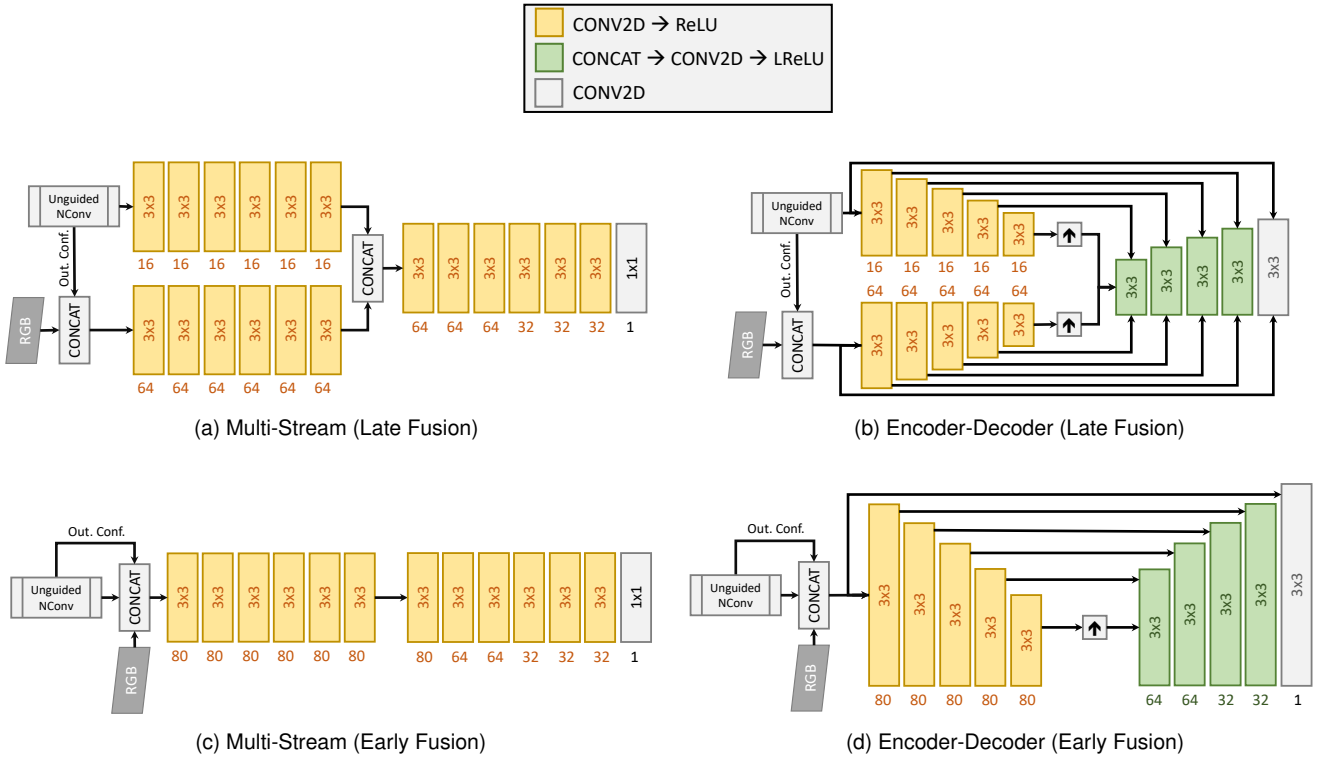 CONV2D → ReLU
CONCAT → CONV2D → LReLU
CONV2D
Unguided
NConv
Out. Conf.
RGB
CONCAT
3x3 3x3 3x3 3x3 3x3 3x3
16 16 16 16 16 16
3x3 3x3 3x3 3x3 3x3 3x3
64 64 64 64 64 64
CONCAT
3x3 3x3 3x3 3x3 3x3 3x3 1x1
64 64 64 32 32 32 1
(a) Multi-Stream (Late Fusion)
Unguided
NConv
Out. Conf.
RGB
CONCAT
3x3 3x3 3x3 3x3 3x3
16 16 16 16 16
64 64 64 64 64
3x3 3x3 3x3 3x3 3x3
3x3 3x3 3x3 3x3 3x3
(b) Encoder-Decoder (Late Fusion)
Out. Conf.
Unguided
NConv
CONCAT
RGB
3x3 3x3 3x3 3x3 3x3 3x3
80 80 80 80 80 80
3x3 3x3 3x3 3x3 3x3 3x3 1x1
80 64 64 32 32 32 1
(c) Multi-Stream (Early Fusion)
Out. Conf.
Unguided
NConv
CONCAT
RGB
3x3 3x3 3x3 3x3 3x3
80 80 80 80 80
3x3 3x3 3x3 3x3 3x3
64 64 32 32 1
(d) Encoder-Decoder (Early Fusion)